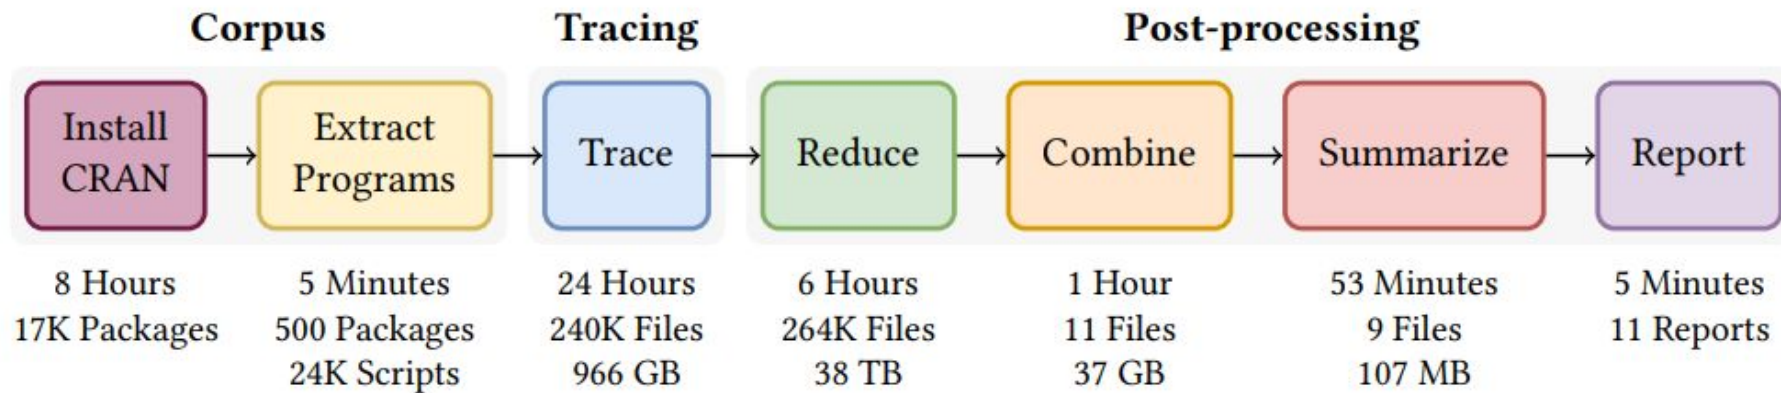 Corpus
Tracing
Post-processing
Install
CRAN
Extract
Programs
Trace
Reduce
Combine
Summarize
Report
8 Hours
17K Packages
5 Minutes
500 Packages
24K Scripts
24 Hours
240K Files
966 GB
6 Hours
264K Files
38 TB
1 Hour
11 Files
37 GB
53 Minutes
9 Files
107 MB
5 Minutes
11 Reports